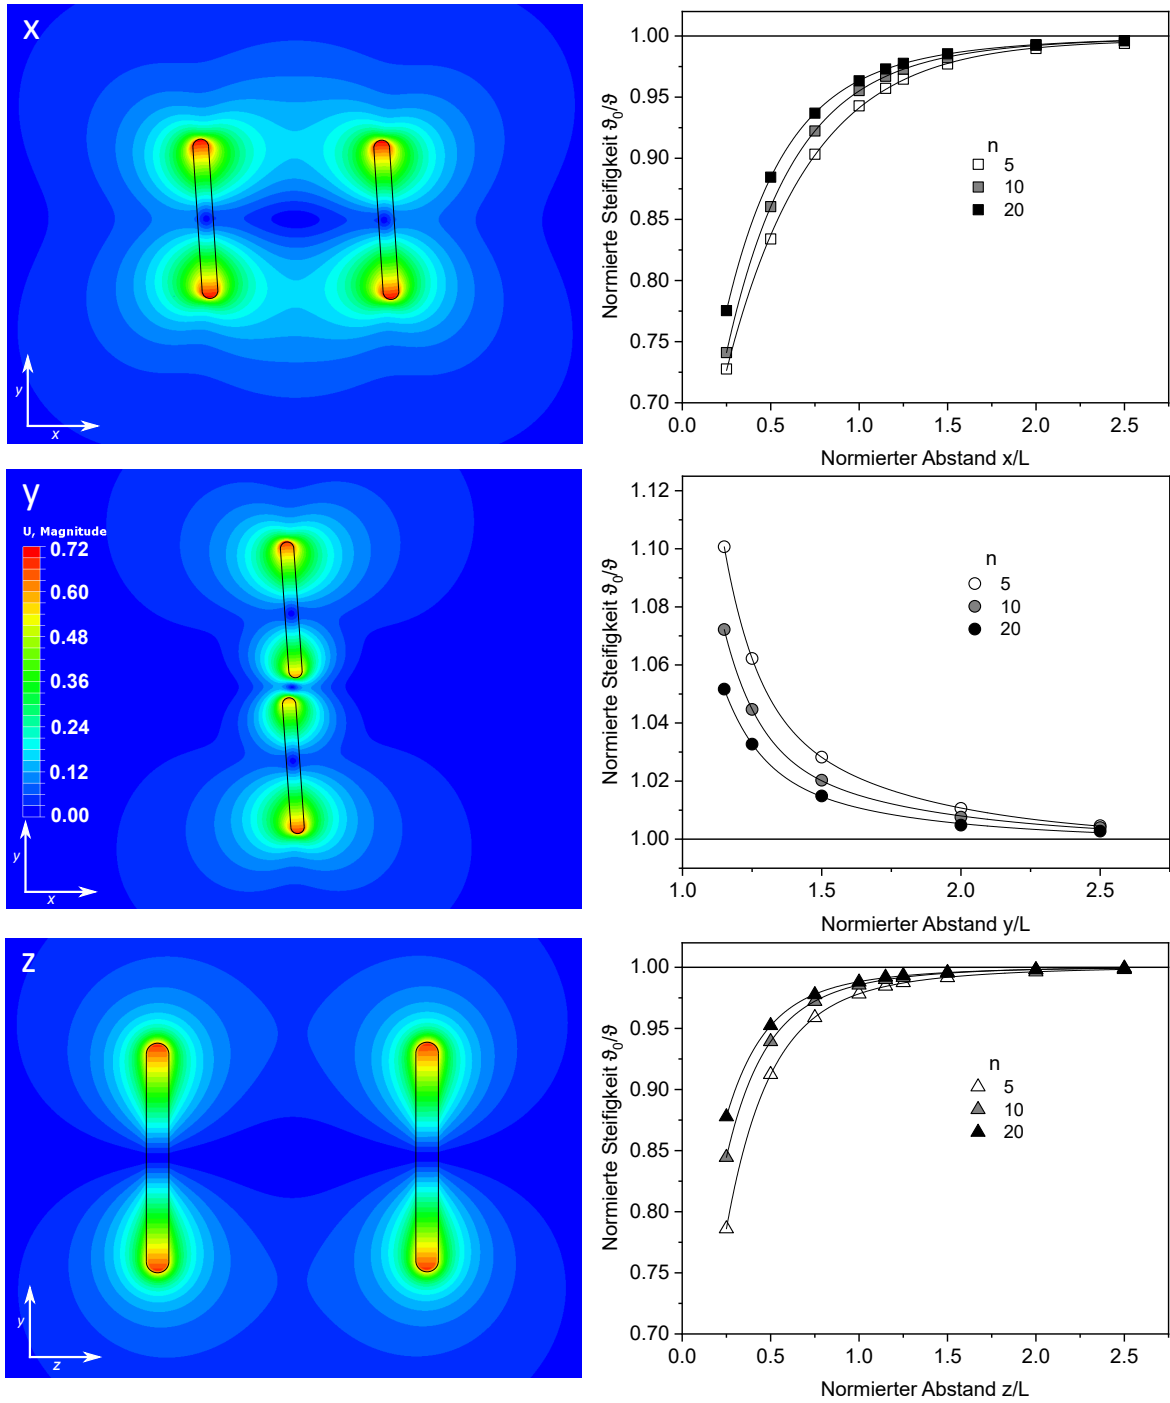 x
y
x
1.00
0.95
0.90
0.85
0.80
0.75
0.70
Normierte Steifigkeit ϑ₀/ϑ
n
5
10
20
0.0 0.5 1.0 1.5 2.0 2.5
Normierter Abstand x/L
y
U, Magnitude
0.72
0.60
0.48
0.36
0.24
0.12
0.00
y
x
1.12
1.10
1.08
1.06
1.04
1.02
1.00
Normierte Steifigkeit ϑ₀/ϑ
n
5
10
20
1.0 1.5 2.0 2.5
Normierter Abstand y/L
z
y
z
1.00
0.95
0.90
0.85
0.80
0.75
0.70
Normierte Steifigkeit ϑ₀/ϑ
n
5
10
20
0.0 0.5 1.0 1.5 2.0 2.5
Normierter Abstand z/L